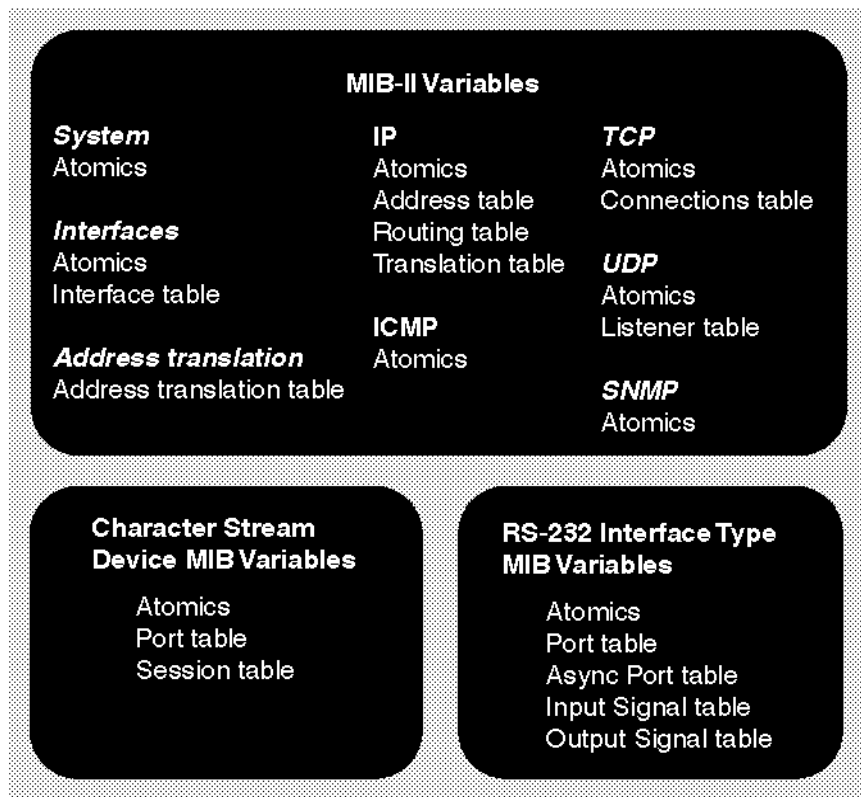 MIB-II Variables
System
Atomics
Interfaces
Atomics
Interface table
Address translation
Address translation table
IP
Atomics
Address table
Routing table
Translation table
ICMP
Atomics
TCP
Atomics
Connections table
UDP
Atomics
Listener table
SNMP
Atomics
Character Stream
Device MIB Variables
Atomics
Port table
Session table
RS-232 Interface Type
MIB Variables
Atomics
Port table
Async Port table
Input Signal table
Output Signal table